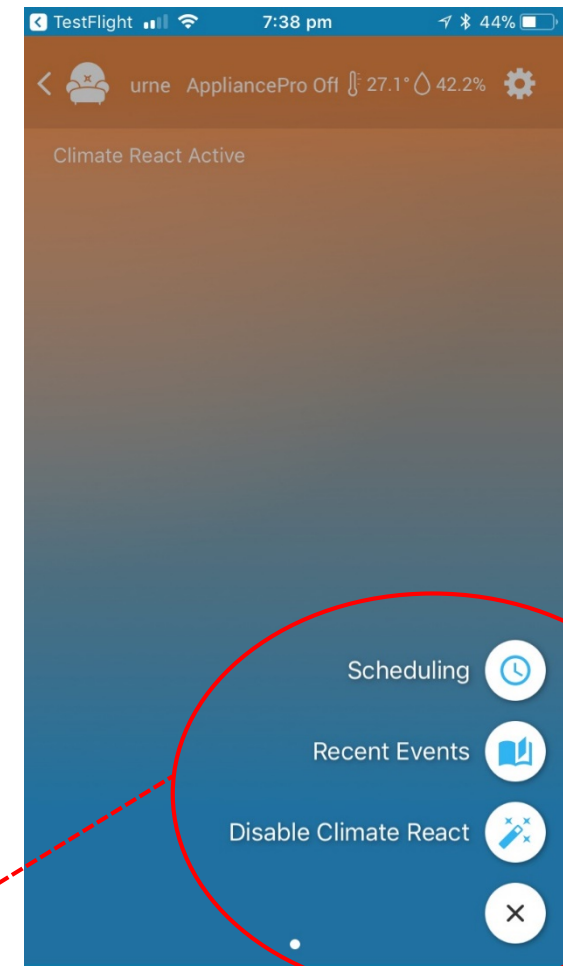 TestFlight 7:38 pm 44%
urne AppliancePro Off 27.1° 42.2%
Climate React Active
Scheduling
Recent Events
Disable Climate React